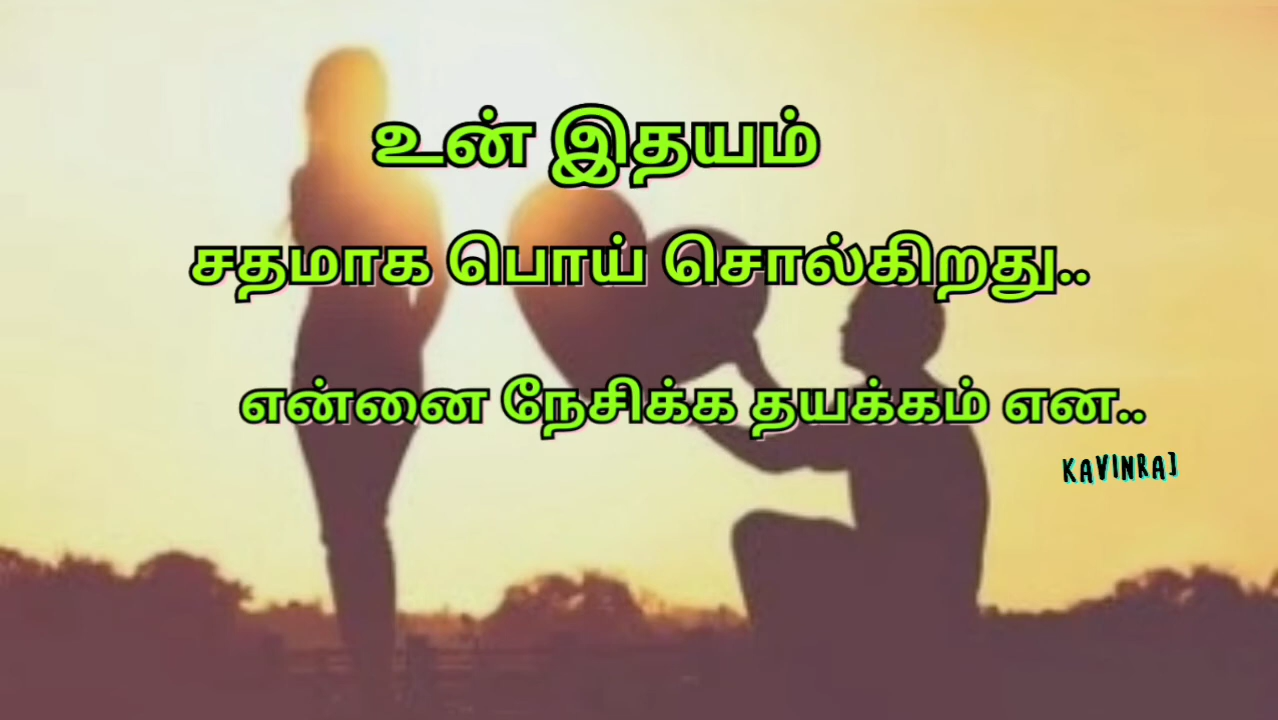 உன் இதயம்
சதமாக பொய் சொல்கிறது..
என்னை நேசிக்க தயக்கம் என..
KAVINRAJ